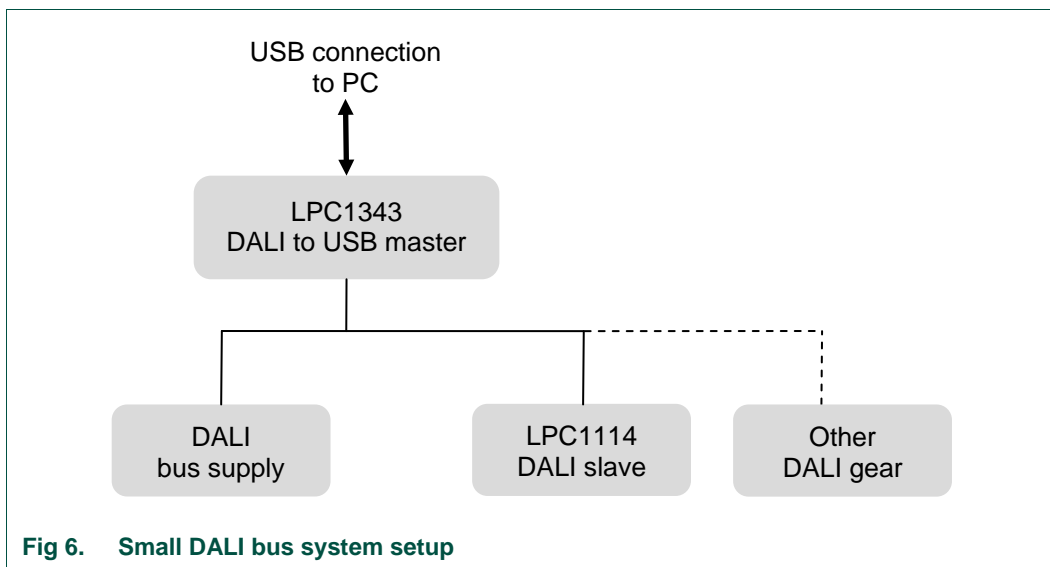 USB connection
to PC
LPC1343
DALI to USB master
DALI
bus supply
LPC1114
DALI slave
Other
DALI gear
Fig 6. Small DALI bus system setup